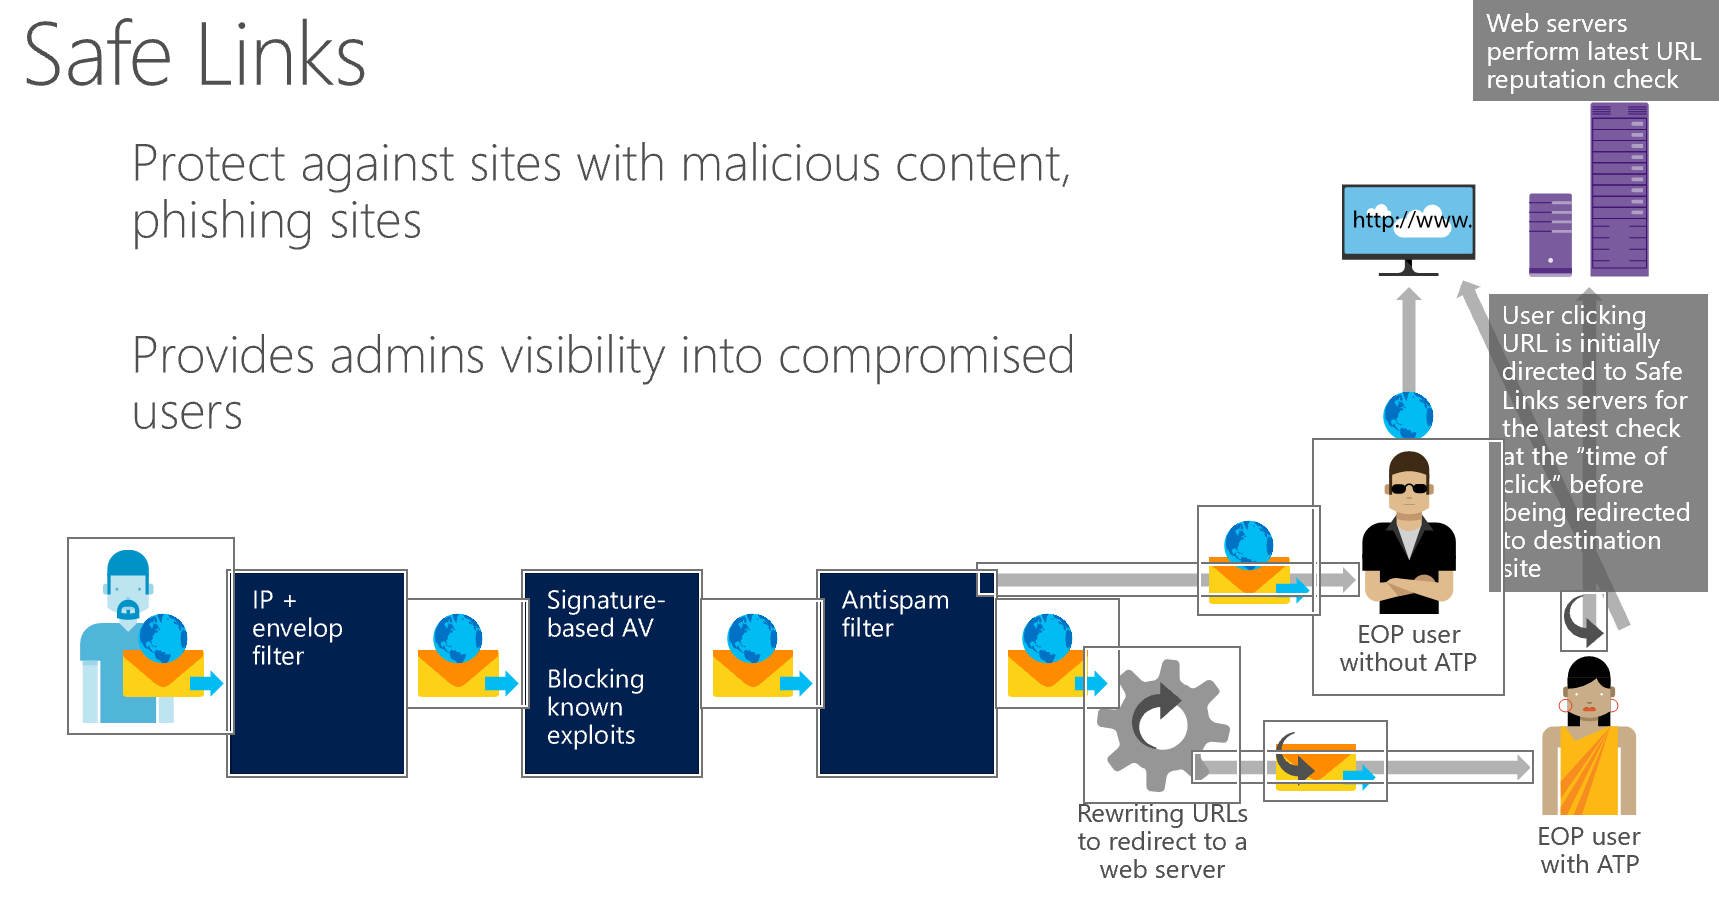 Safe Links
Web servers
perform latest URL
reputation check
Protect against sites with malicious content,
phishing sites
http://www.
Provides admins visibility into compromised
users
User clicking
URL is initially
directed to Safe
Links servers for
the latest check
at the “time of
click” before
being redirected
to destination
site
IP +
envelop
filter
Signature-
based AV
Blocking
known
exploits
Antispam
filter
EOP user
without ATP
Rewriting URLs
to redirect to a
web server
EOP user
with ATP